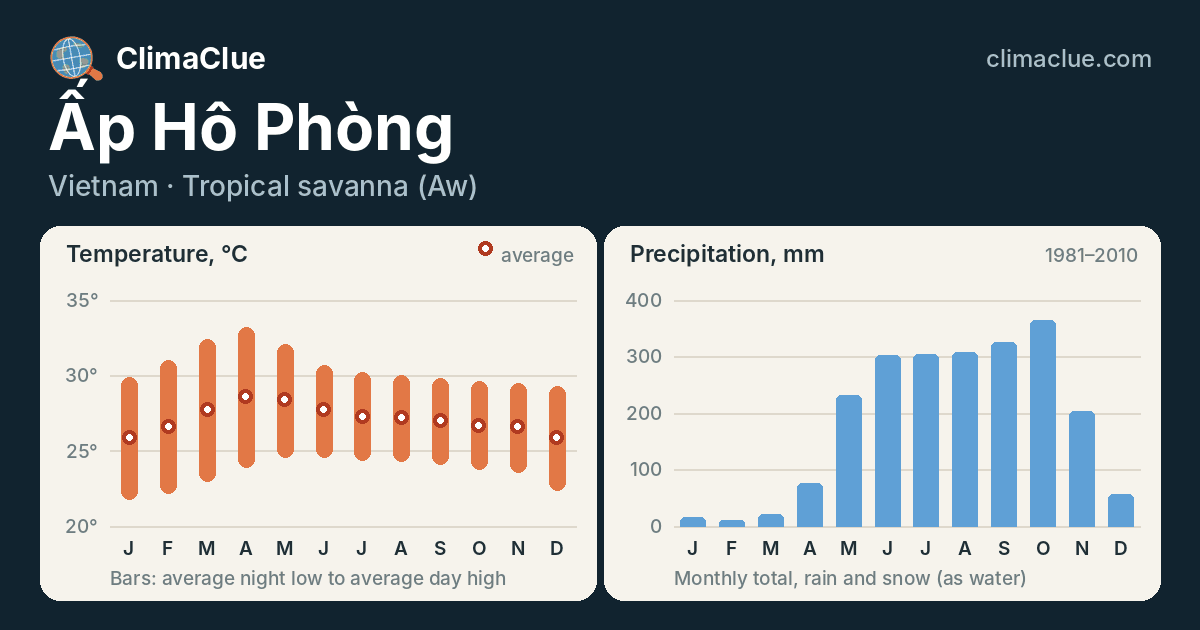 ClimaClue
climaclue.com
Ấp Hô Phòng
Vietnam · Tropical savanna (Aw)
Temperature, °C
average
35°
30°
25°
20°
J F M A M J J A S O N D
Bars: average night low to average day high
Precipitation, mm
1981–2010
400
300
200
100
0
J F M A M J J A S O N D
Monthly total, rain and snow (as water)